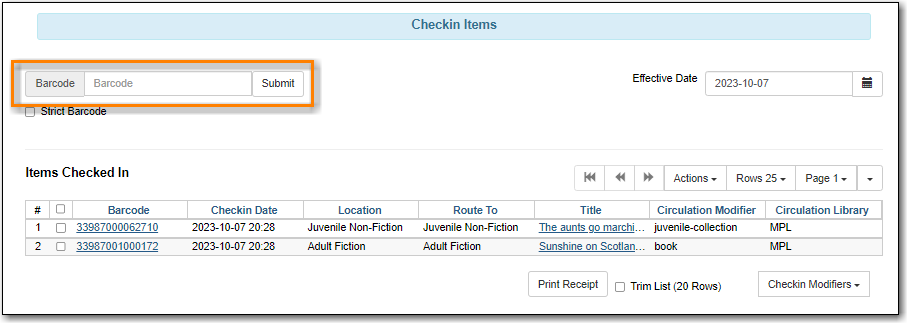 Checkin Items
Barcode Barcode Submit Effective Date 2023-10-07
Strict Barcode
Items Checked In Actions Rows 25 Page 1
# Barcode Checkin Date Location Route To Title Circulation Modifier Circulation Library
1 33987000062710 2023-10-07 20:28 Juvenile Non-Fiction Juvenile Non-Fiction The aunts go marchi... juvenile-collection MPL
2 33987001000172 2023-10-07 20:28 Adult Fiction Adult Fiction Sunshine on Scotlan... book MPL
Print Receipt Trim List (20 Rows) Checkin Modifiers